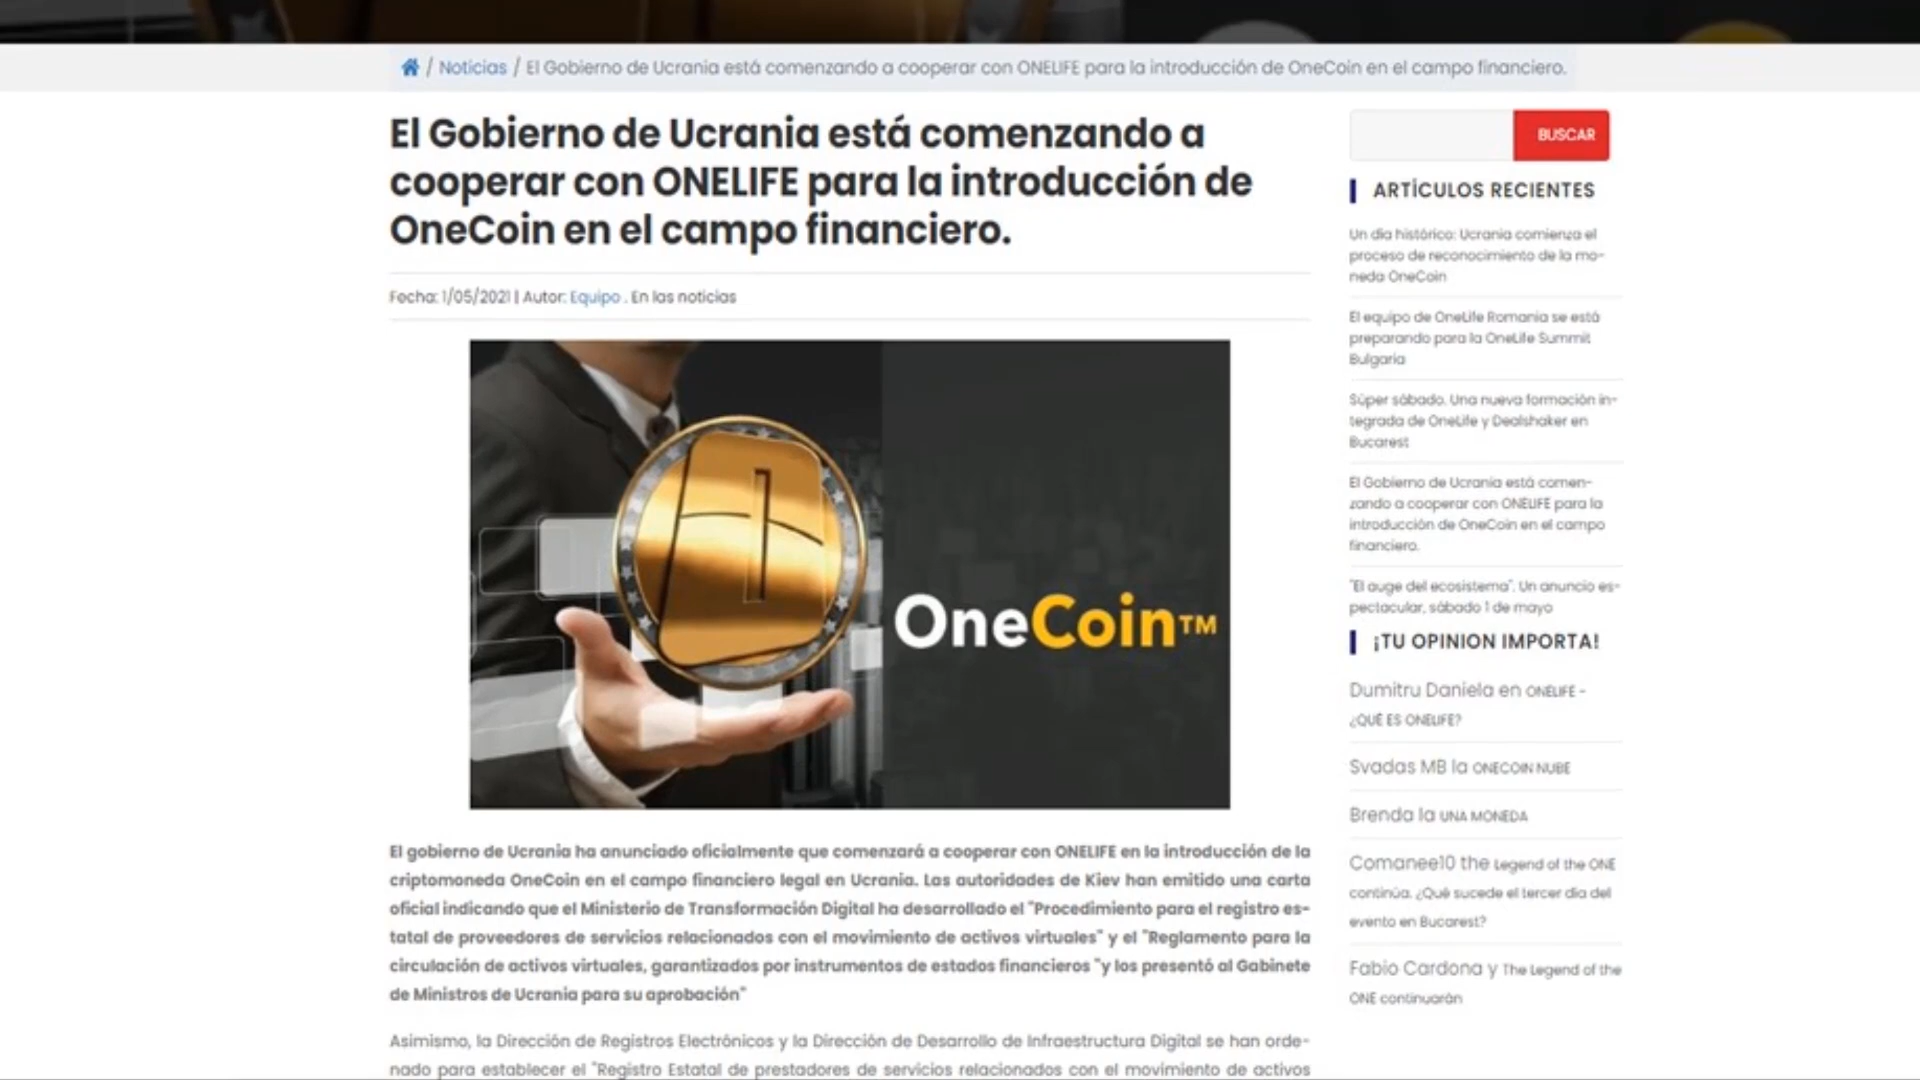 / Noticias / El Gobierno de Ucrania está comenzando a cooperar con ONELIFE para la introducción de OneCoin en el campo financiero.
El Gobierno de Ucrania está comenzando a
cooperar con ONELIFE para la introducción de
OneCoin en el campo financiero.
Fecha: 1/05/2021 | Autor: Equipo . En las noticias
OneCoin™
El gobierno de Ucrania ha anunciado oficialmente que comenzará a cooperar con ONELIFE en la introducción de la
criptomoneda OneCoin en el campo financiero legal en Ucrania. Las autoridades de Kiev han emitido una carta
oficial indicando que el Ministerio de Transformación Digital ha desarrollado el "Procedimiento para el registro es-
tatal de proveedores de servicios relacionados con el movimiento de activos virtuales" y el "Reglamento para la
circulación de activos virtuales, garantizados por instrumentos de estados financieros "y los presentó al Gabinete
de Ministros de Ucrania para su aprobación"
Asimismo, la Dirección de Registros Electrónicos y la Dirección de Desarrollo de Infraestructura Digital se han orde-
nado para establecer el "Registro Estatal de prestadores de servicios relacionados con el movimiento de activos
BUSCAR
ARTÍCULOS RECIENTES
Un día histórico: Ucrania comienza el
proceso de reconocimiento de la mo-
neda OneCoin
El equipo de OneLife Romania se está
preparando para la OneLife Summit
Bulgaria
Súper sábado. Una nueva formación in-
tegrada de OneLife y Dealshaker en
Bucarest
El Gobierno de Ucrania está comen-
zando a cooperar con ONELIFE para la
introducción de OneCoin en el campo
financiero.
"El auge del ecosistema". Un anuncio es-
pectacular, sábado 1 de mayo
¡TU OPINION IMPORTA!
Dumitru Daniela en ONELIFE -
¿QUÉ ES ONELIFE?
Svadas MB la ONECOIN NUBE
Brenda la UNA MONEDA
Comanee10 the Legend of the ONE
continúa. ¿Qué sucede el tercer día del
evento en Bucarest?
Fabio Cardona y The Legend of the
ONE continuarán